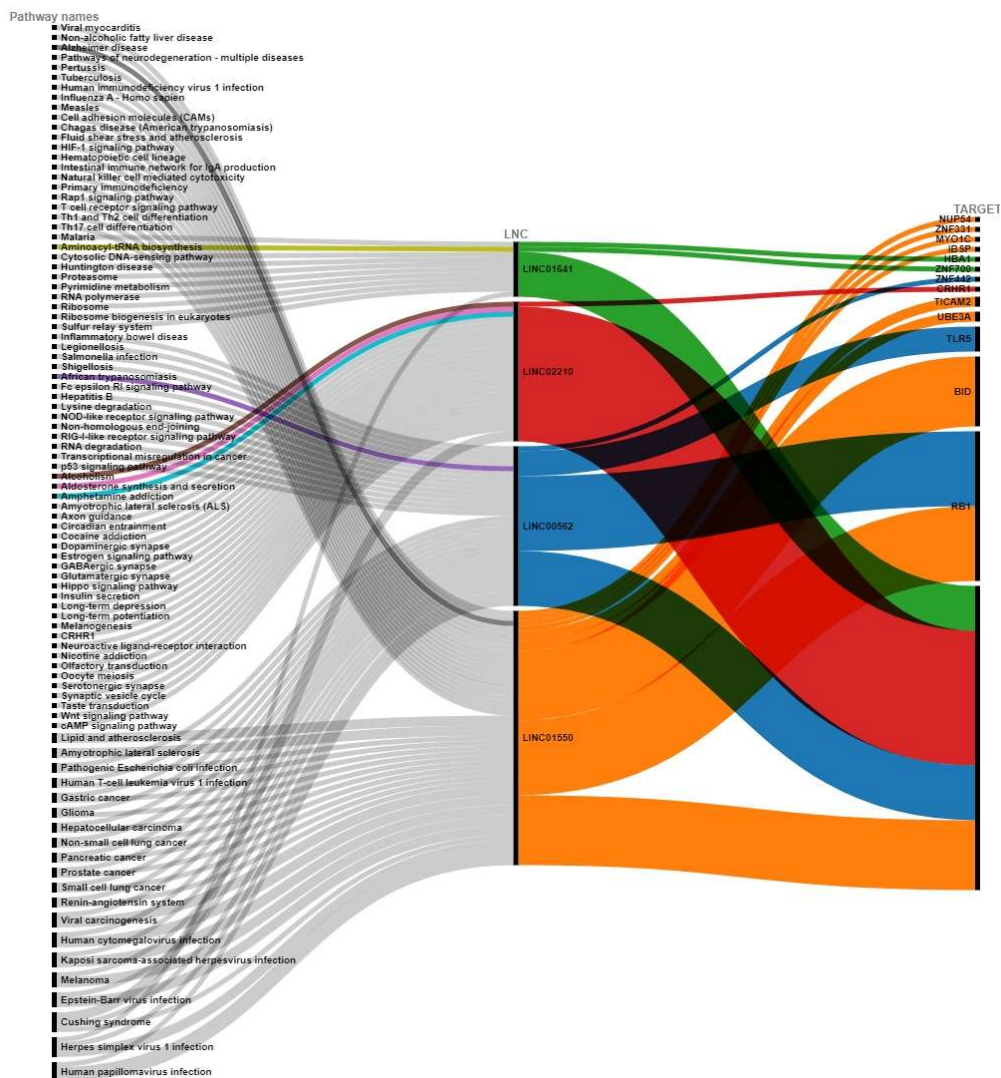 Pathway names
Viral myocarditis
Non-alcoholic fatty liver disease
Alzheimer disease
Pathways of neurodegeneration - multiple diseases
Pertussis
Tuberculosis
Human immunodeficiency virus 1 infection
Influenza A - Homo sapien
Measles
Cell adhesion molecules (CAMs)
Chagas disease (American trypanosomiasis)
Fluid shear stress and atherosclerosis
HIF-1 signaling pathway
Hematopoietic cell lineage
Intestinal immune network for IgA production
Natural killer cell mediated cytotoxicity
Primary immunodeficiency
Rap1 signaling pathway
T cell receptor signaling pathway
Th1 and Th2 cell differentiation
Th17 cell differentiation
Malaria
Aminoacyl-tRNA biosynthesis
Cytosolic DNA-sensing pathway
Huntington disease
Proteasome
Pyrimidine metabolism
RNA polymerase
Ribosome
Ribosome biogenesis in eukaryotes
Sulfur relay system
Inflammatory bowel diseas
Legionellosis
Salmonella infection
Shigellosis
African trypanosomiasis
Fc epsilon RI signaling pathway
Hepatitis B
Lysine degradation
NOD-like receptor signaling pathway
Non-homologous end-joining
RIG-I-like receptor signaling pathway
RNA degradation
Transcriptional misregulation in cancer
p53 signaling pathway
Alcoholism
Aldosterone synthesis and secretion
Amphetamine addiction
Amyotrophic lateral sclerosis (ALS)
Axon guidance
Circadian entrainment
Cocaine addiction
Dopaminergic synapse
Estrogen signaling pathway
GABAergic synapse
Glutamatergic synapse
Hippo signaling pathway
Insulin secretion
Long-term depression
Long-term potentiation
Melanogenesis
CRHR1
Neuroactive ligand-receptor interaction
Nicotine addiction
Olfactory transduction
Oocyte meiosis
Serotonergic synapse
Synaptic vesicle cycle
Taste transduction
Wnt signaling pathway
cAMP signaling pathway
Lipid and atherosclerosis
Amyotrophic lateral sclerosis
Pathogenic Escherichia coli infection
Human T-cell leukemia virus 1 infection
Gastric cancer
Glioma
Hepatocellular carcinoma
Non-small cell lung cancer
Pancreatic cancer
Prostate cancer
Small cell lung cancer
Renin-angiotensin system
Viral carcinogenesis
Human cytomegalovirus infection
Kaposi sarcoma-associated herpesvirus infection
Melanoma
Epstein-Barr virus infection
Cushing syndrome
Herpes simplex virus 1 infection
Human papillomavirus infection
LNC
LINC01641
LINC02210
LINC00562
LINC01550
TARGET
NUP54
ZNF331
MYO1C
IBSP
HBA1
ZNF700
ZNF442
CRHR1
TICAM2
UBE3A
TLR5
BID
RB1